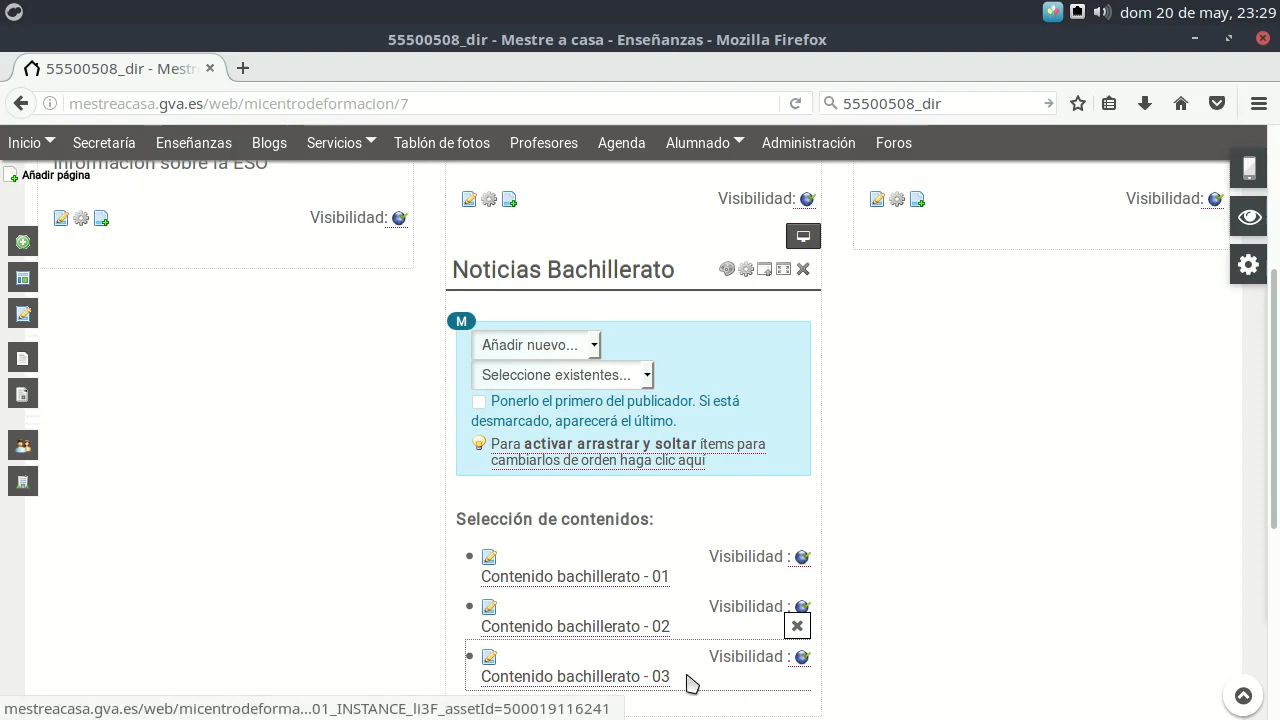 dom 20 de may, 23:29
55500508_dir - Mestre a casa - Enseñanzas - Mozilla Firefox
55500508_dir - Mestr
mestreacasa.gva.es/web/micentrodeformacion/7
55500508_dir
Inicio Secretaría Enseñanzas Blogs Servicios Tablón de fotos Profesores Agenda Alumnado Administración Foros
Información sobre la ESO
Añadir página
Visibilidad:
Visibilidad:
Visibilidad:
Noticias Bachillerato
M
Añadir nuevo...
Seleccione existentes...
Ponerlo el primero del publicador. Si está
desmarcado, aparecerá el último.
Para activar arrastrar y soltar ítems para
cambiarlos de orden haga clic aquí
Selección de contenidos:
Visibilidad :
Contenido bachillerato - 01
Visibilidad :
Contenido bachillerato - 02
Visibilidad :
Contenido bachillerato - 03
mestreacasa.gva.es/web/micentrodeforma...01_INSTANCE_li3F_assetId=500019116241